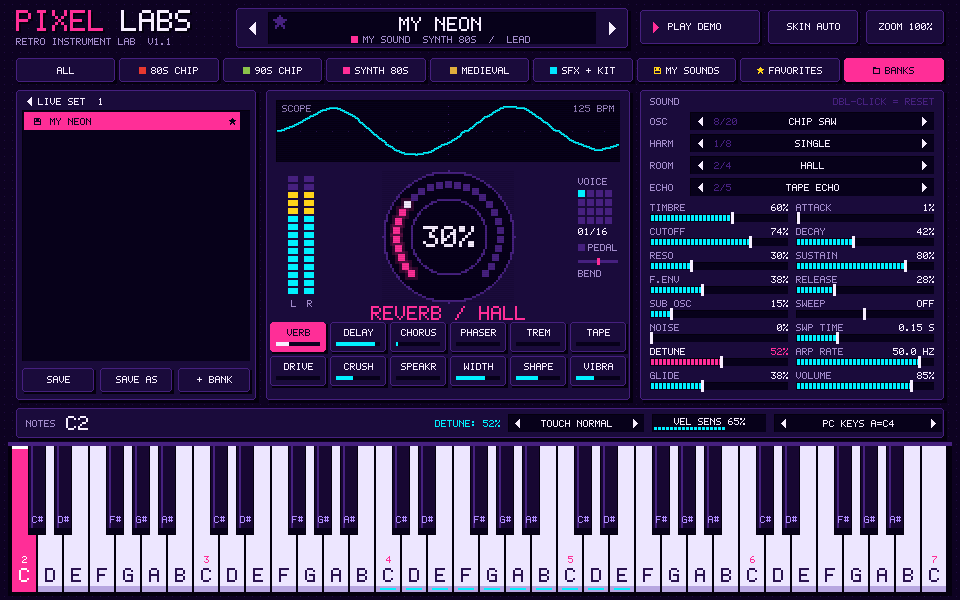 PIXEL LABS
RETRO INSTRUMENT LAB V1.1
MY NEON
MY SOUND SYNTH 80S / LEAD
PLAY DEMO
SKIN AUTO
ZOOM 100%
ALL
80S CHIP
90S CHIP
SYNTH 80S
MEDIEVAL
SFX + KIT
MY SOUNDS
FAVORITES
BANKS
LIVE SET 1
MY NEON
SAVE
SAVE AS
+ BANK
SCOPE
125 BPM
L R
30%
VOICE
01/16
PEDAL
BEND
REVERB / HALL
VERB
DELAY
CHORUS
PHASER
TREM
TAPE
DRIVE
CRUSH
SPEAKR
WIDTH
SHAPE
VIBRA
SOUND
DBL-CLICK = RESET
OSC 8/20 CHIP SAW
HARM 1/8 SINGLE
ROOM 2/4 HALL
ECHO 2/5 TAPE ECHO
TIMBRE 60% ATTACK 1%
CUTOFF 74% DECAY 42%
RESO 30% SUSTAIN 80%
F.ENV 38% RELEASE 28%
SUB OSC 15% SWEEP OFF
NOISE 0% SWP TIME 0.15 S
DETUNE 52% ARP RATE 50.0 HZ
GLIDE 38% VOLUME 85%
NOTES C2
DETUNE: 52%
TOUCH NORMAL
VEL SENS 65%
PC KEYS A=C4
C# D# F# G# A# C# D# F# G# A# C# D# F# G# A# C# D# F# G# A# C# D# F# G# A#
2 3 4 5 6 7
C D E F G A B C D E F G A B C D E F G A B C D E F G A B C D E F G A B C